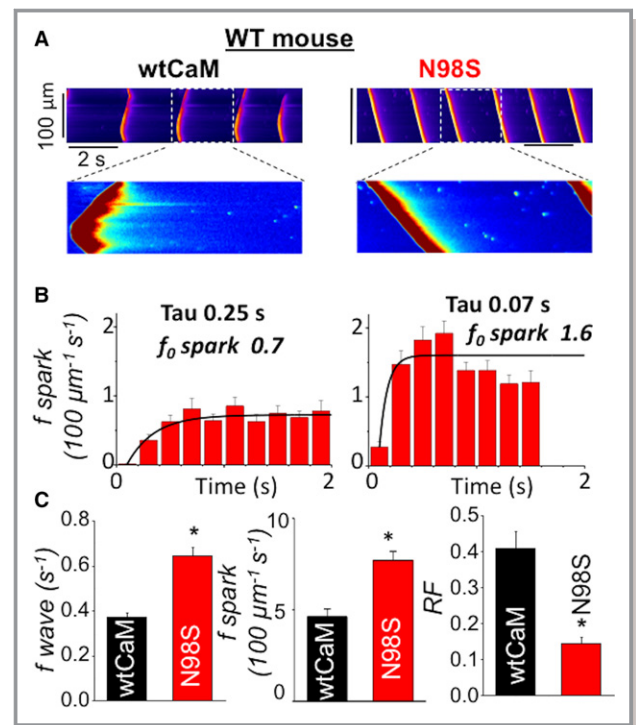 A
WT mouse
wtCaM
N98S
100 µm
2 s
B
Tau 0.25 s
f0 spark 0.7
Tau 0.07 s
f0 spark 1.6
f spark
(100 µm-1 s-1)
2
1
0
0
Time (s)
2
2
1
0
0
Time (s)
2
C
f wave (s-1)
0.8
0.6
0.4
0.2
0.0
wtCaM
*
N98S
f spark
(100 µm-1 s-1)
10
5
0
wtCaM
*
N98S
RF
0.5
0.4
0.3
0.2
0.1
0.0
wtCaM
* N98S